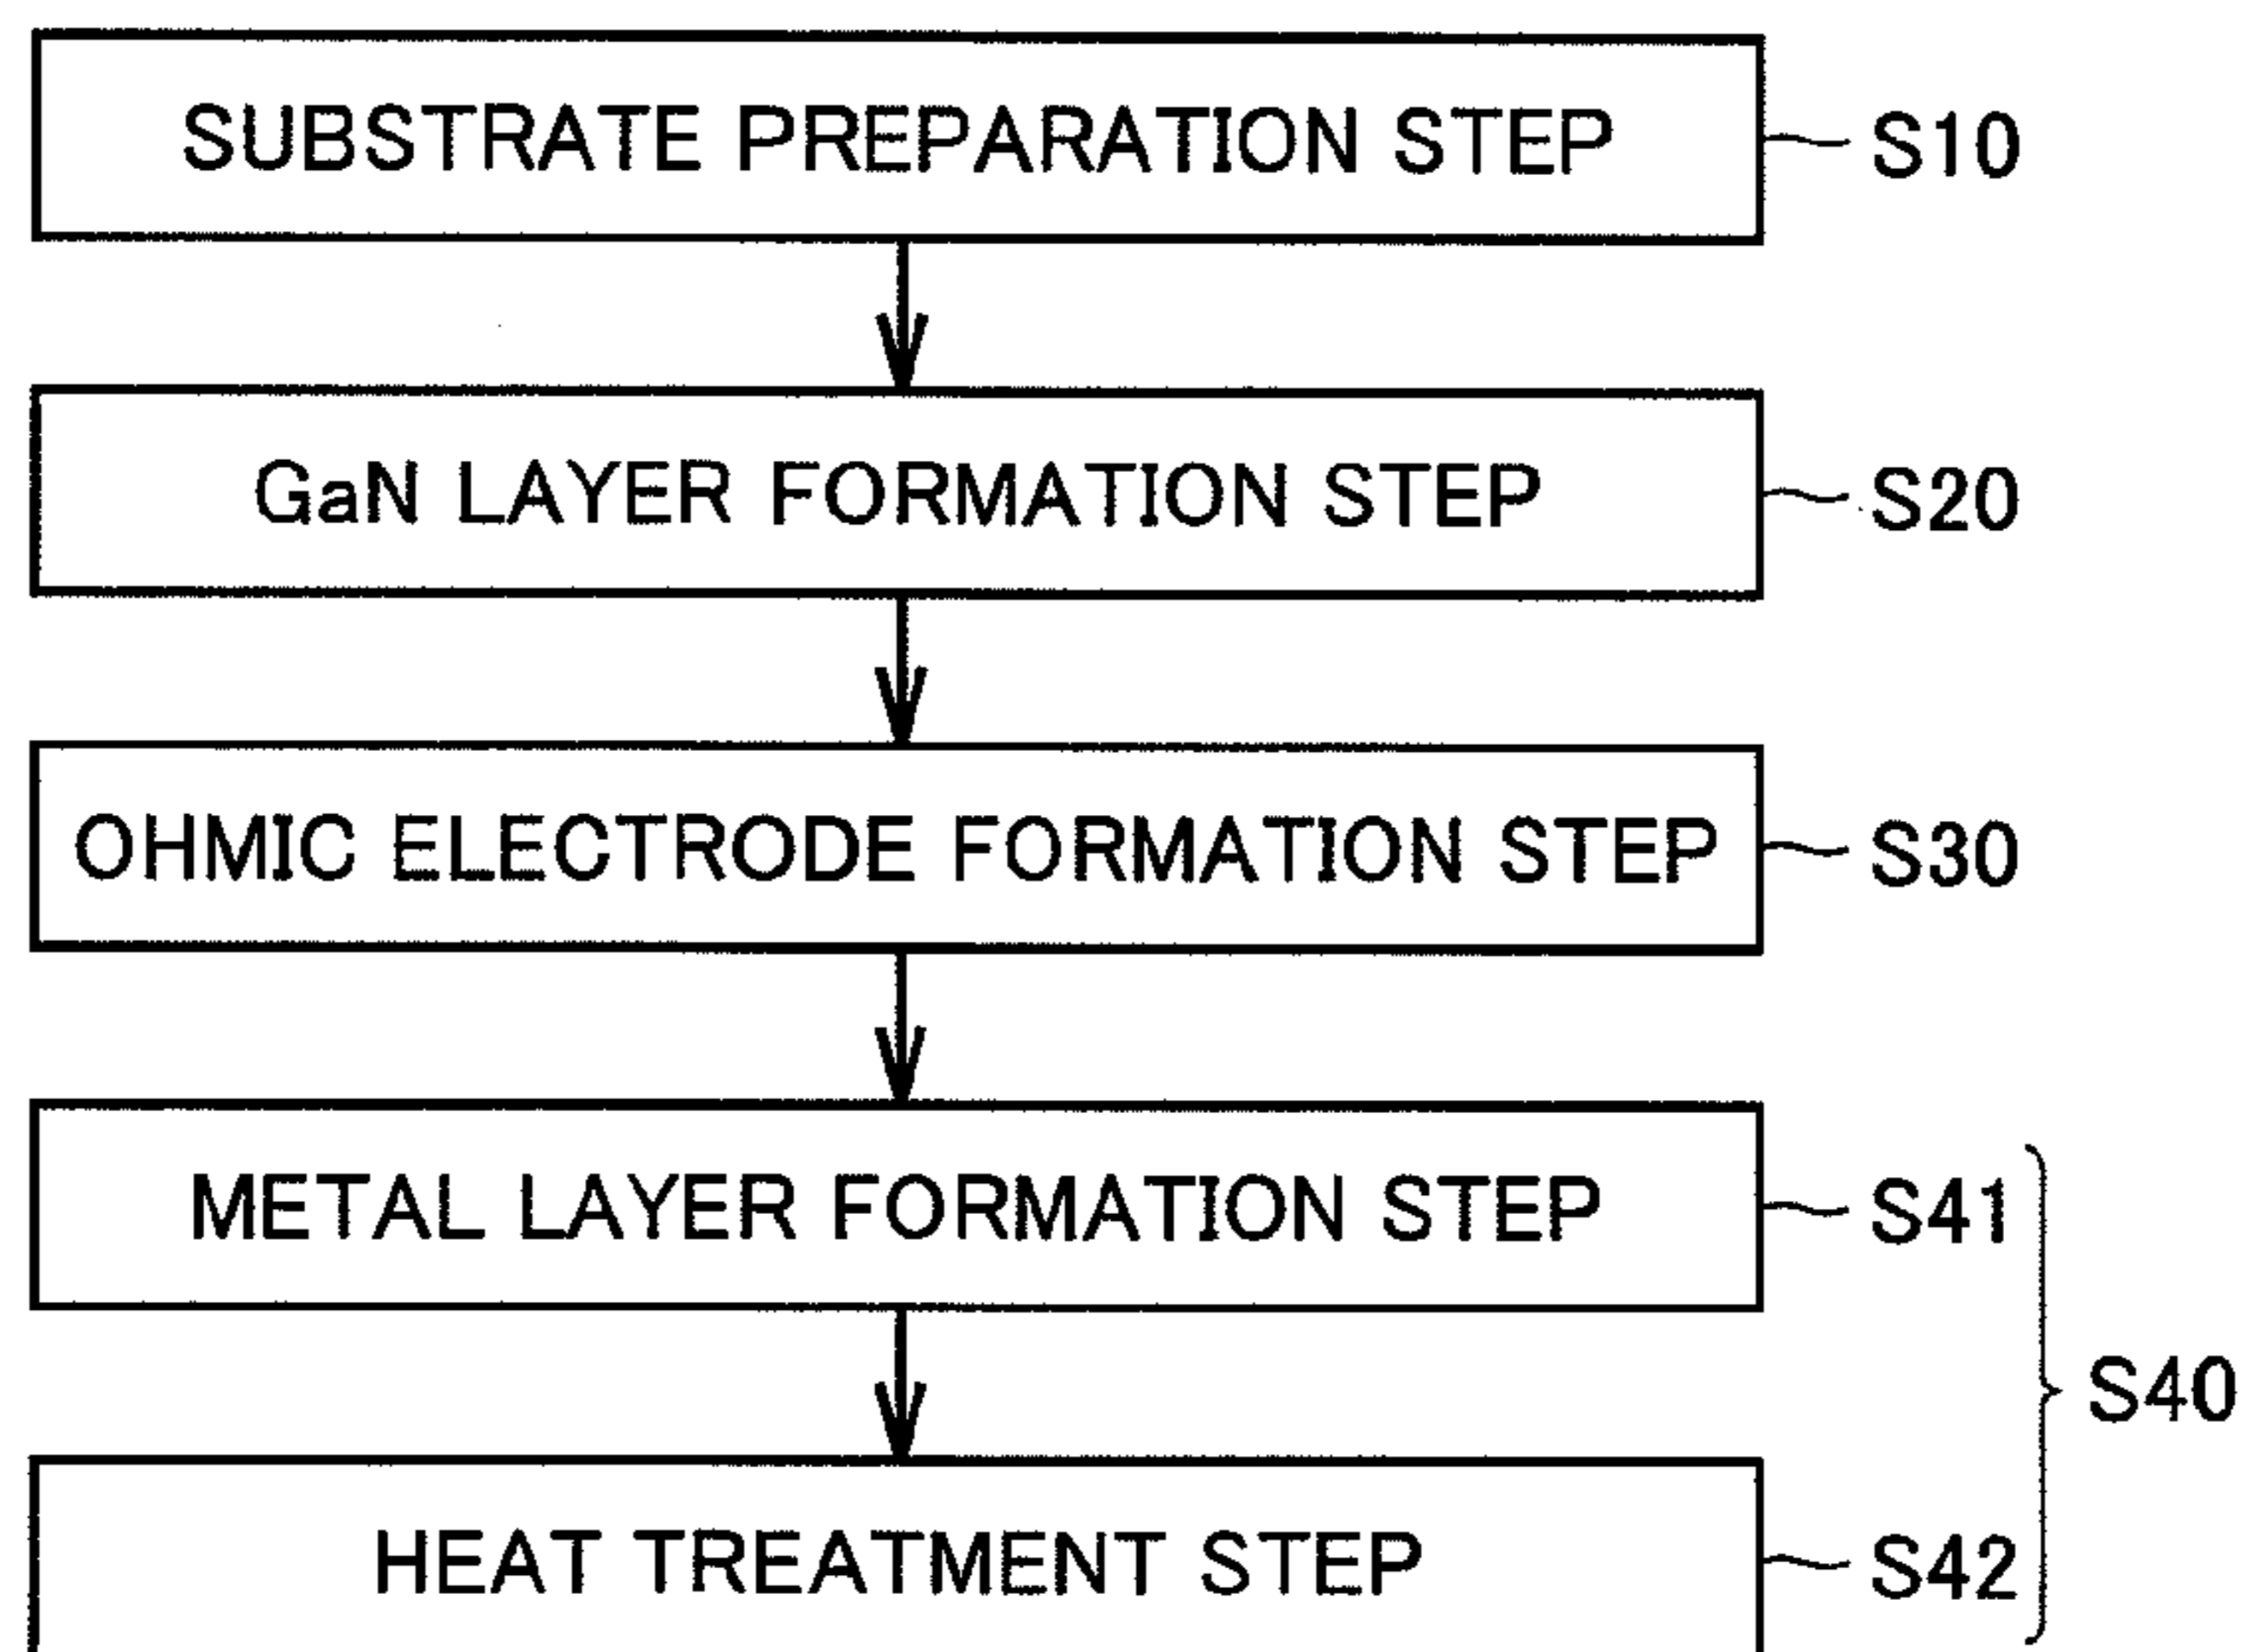 SUBSTRATE PREPARATION STEP S10
GaN LAYER FORMATION STEP S20
OHMIC ELECTRODE FORMATION STEP S30
METAL LAYER FORMATION STEP S41
S40
HEAT TREATMENT STEP S42